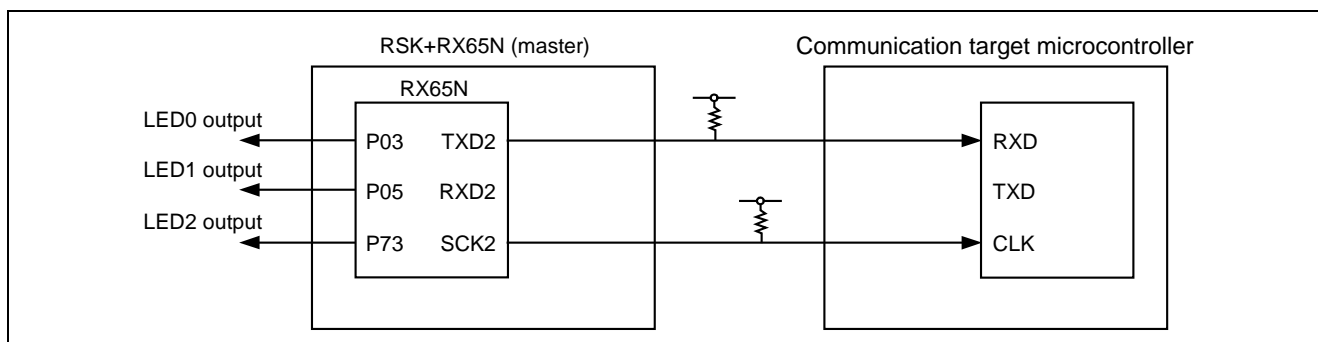 RSK+RX65N (master)
Communication target microcontroller
RX65N
LED0 output
P03 TXD2
RXD
LED1 output
P05 RXD2
TXD
LED2 output
P73 SCK2
CLK